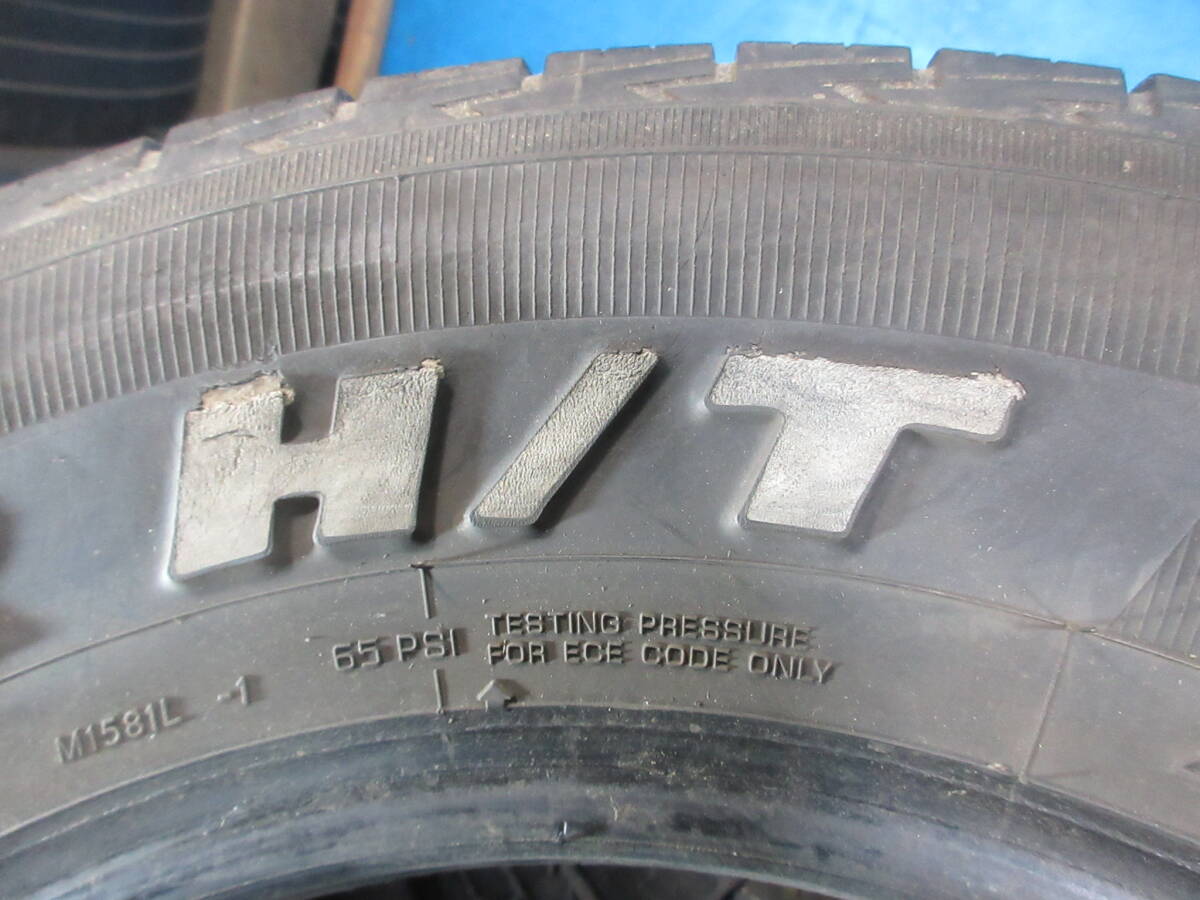 H/T
65 PSI
TESTING PRESSURE
FOR ECE CODE ONLY
M1581L -1